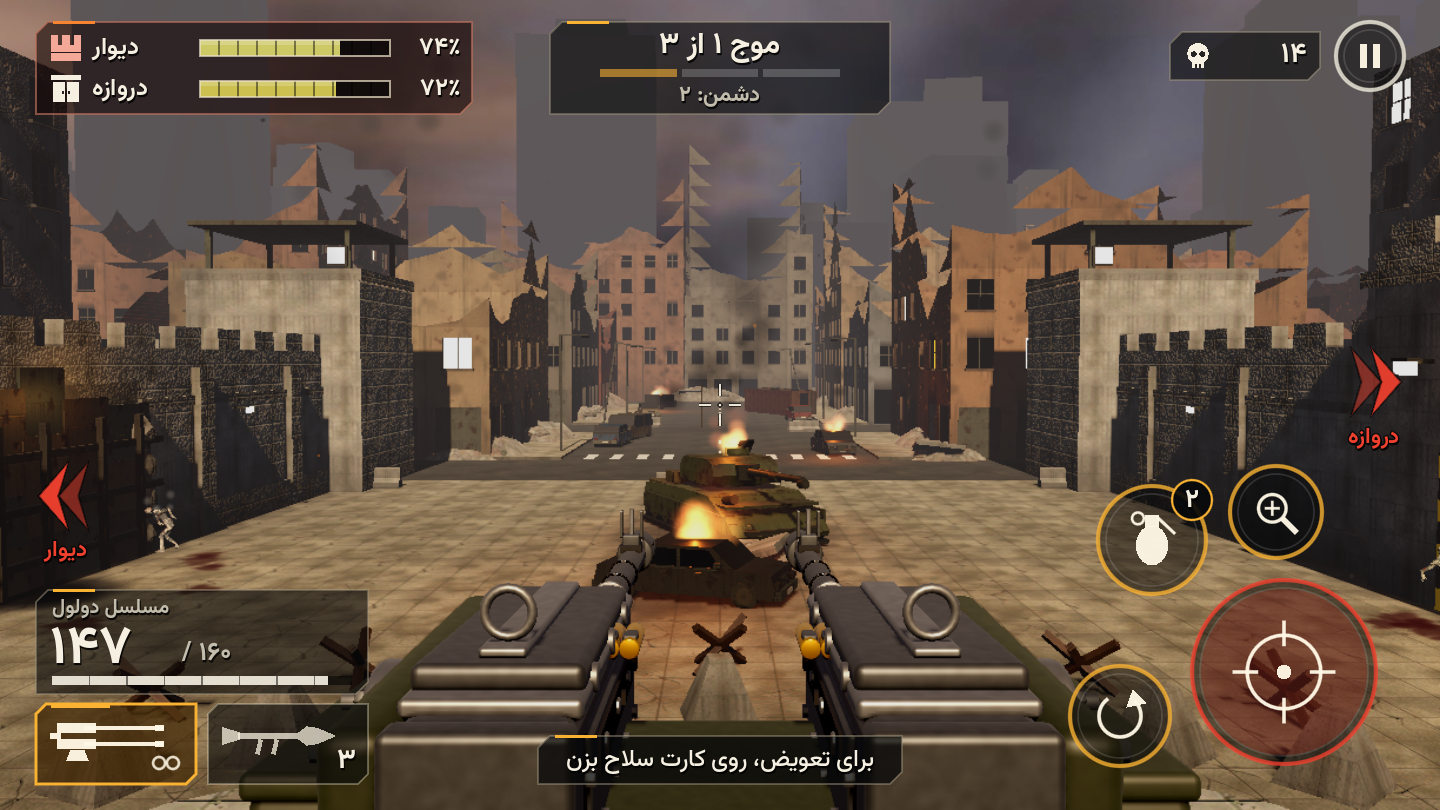 دیوار ۷۴٪
دروازه ۷۲٪
موج ۱ از ۳
دشمن: ۲
۱۴
دروازه
دیوار
۲
مسلسل دولول
۱۴۷ / ۱۶۰
∞
۳
برای تعویض، روی کارت سلاح بزن